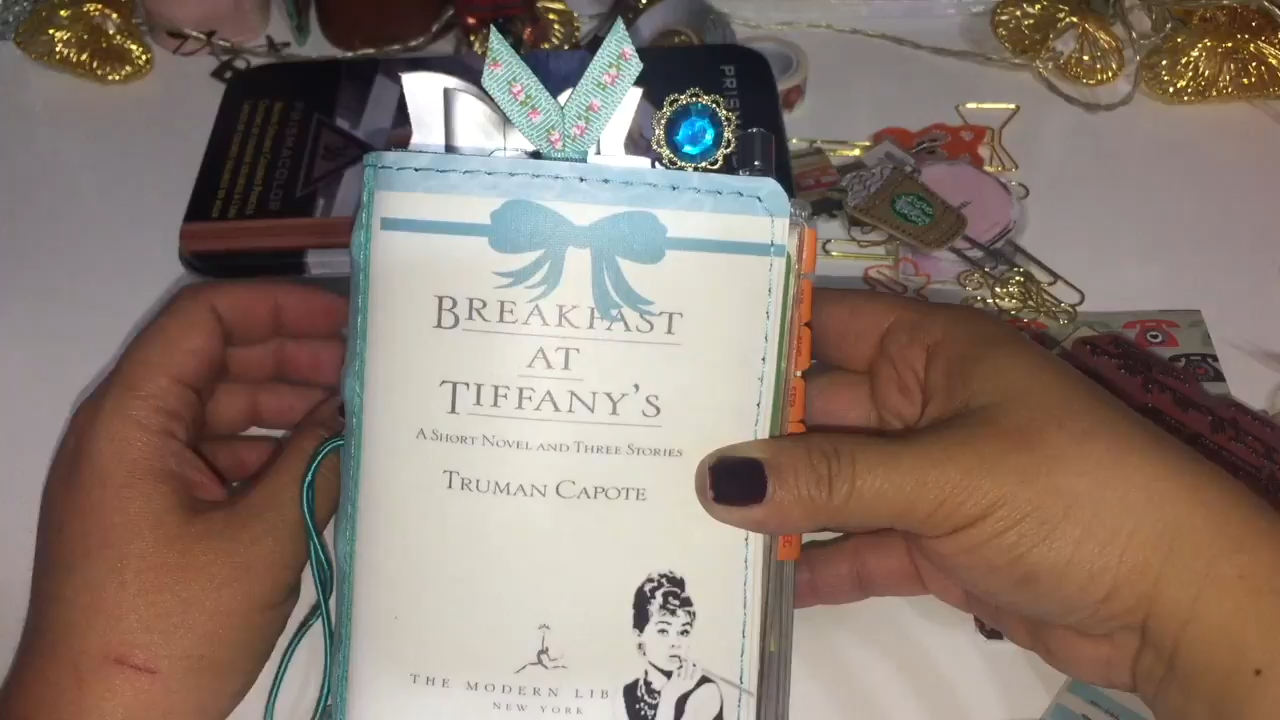 PRISMACOLOR
BREAKFAST
AT
TIFFANY'S
A SHORT NOVEL AND THREE STORIES
TRUMAN CAPOTE
THE MODERN LIB
NEW YORK